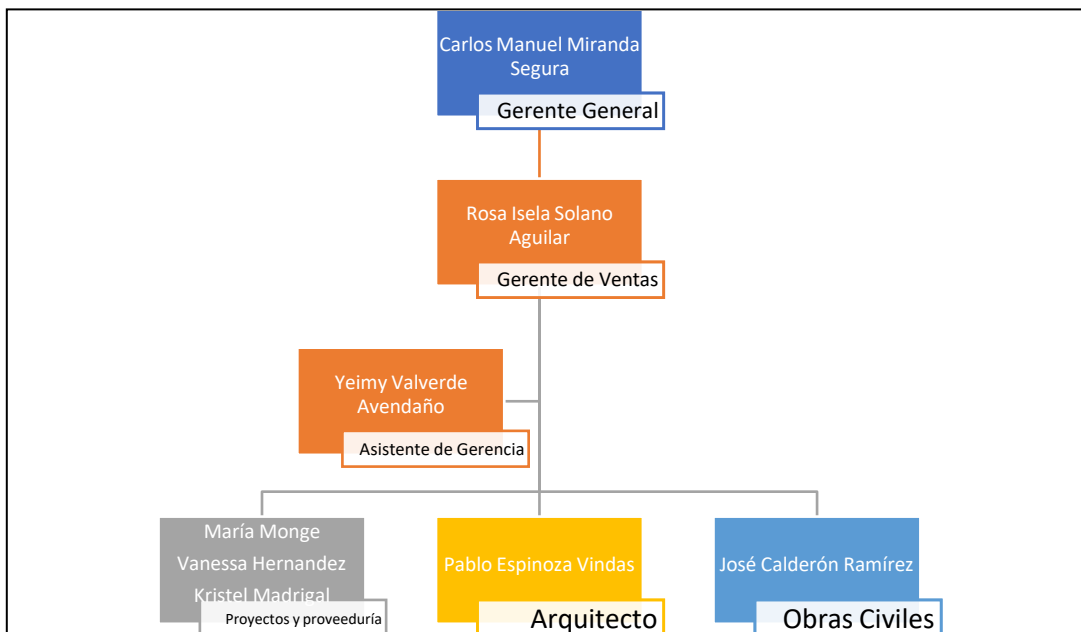 Carlos Manuel Miranda
Segura
Gerente General
Rosa Isela Solano
Aguilar
Gerente de Ventas
Yeimy Valverde
Avendaño
Asistente de Gerencia
María Monge
Vanessa Hernandez
Kristel Madrigal
Proyectos y proveeduría
Pablo Espinoza Vindas
Arquitecto
José Calderón Ramírez
Obras Civiles